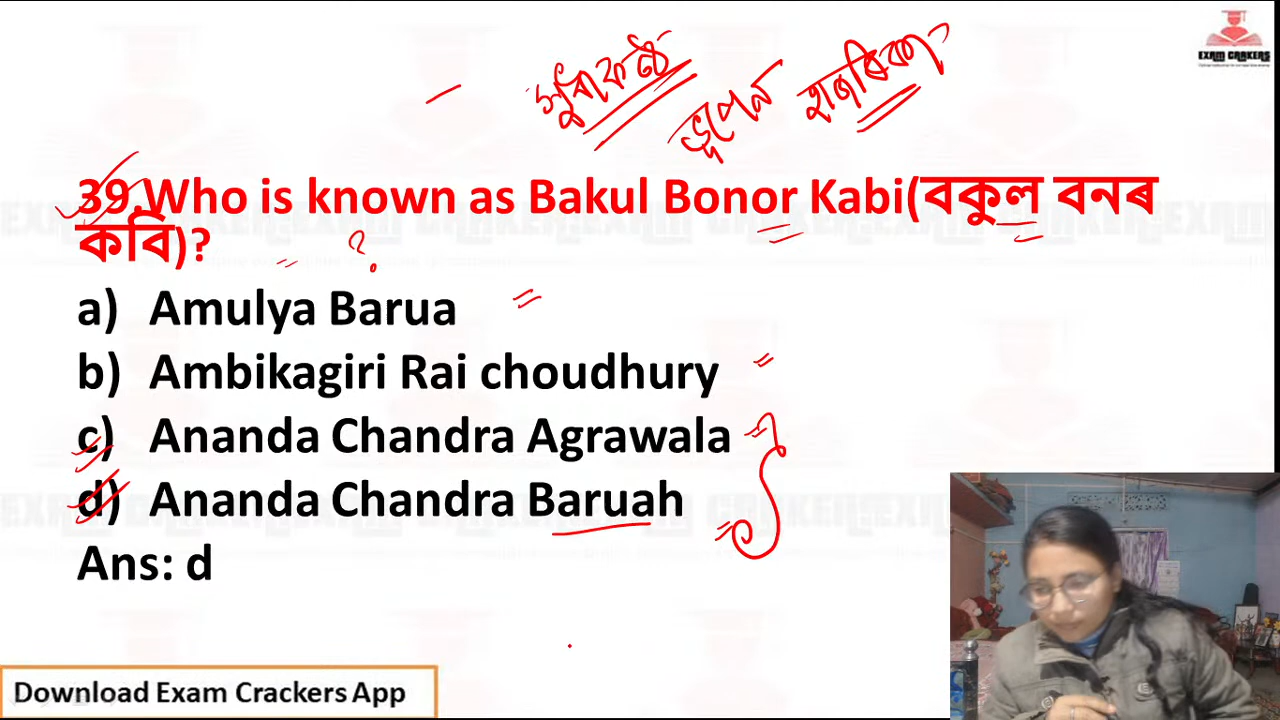 EXAM CRAKERS
সুধাকণ্ঠ
ভূপেন হাজৰিকা
39.Who is known as Bakul Bonor Kabi(বকুল বনৰ
কবি)?
?
a) Amulya Barua
b) Ambikagiri Rai choudhury
c) Ananda Chandra Agrawala
d) Ananda Chandra Baruah
Ans: d
Download Exam Crackers App